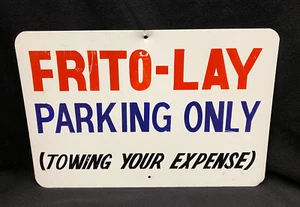 FRITO-LAY
PARKING ONLY
(TOWiNG YOUR EXPENSE)